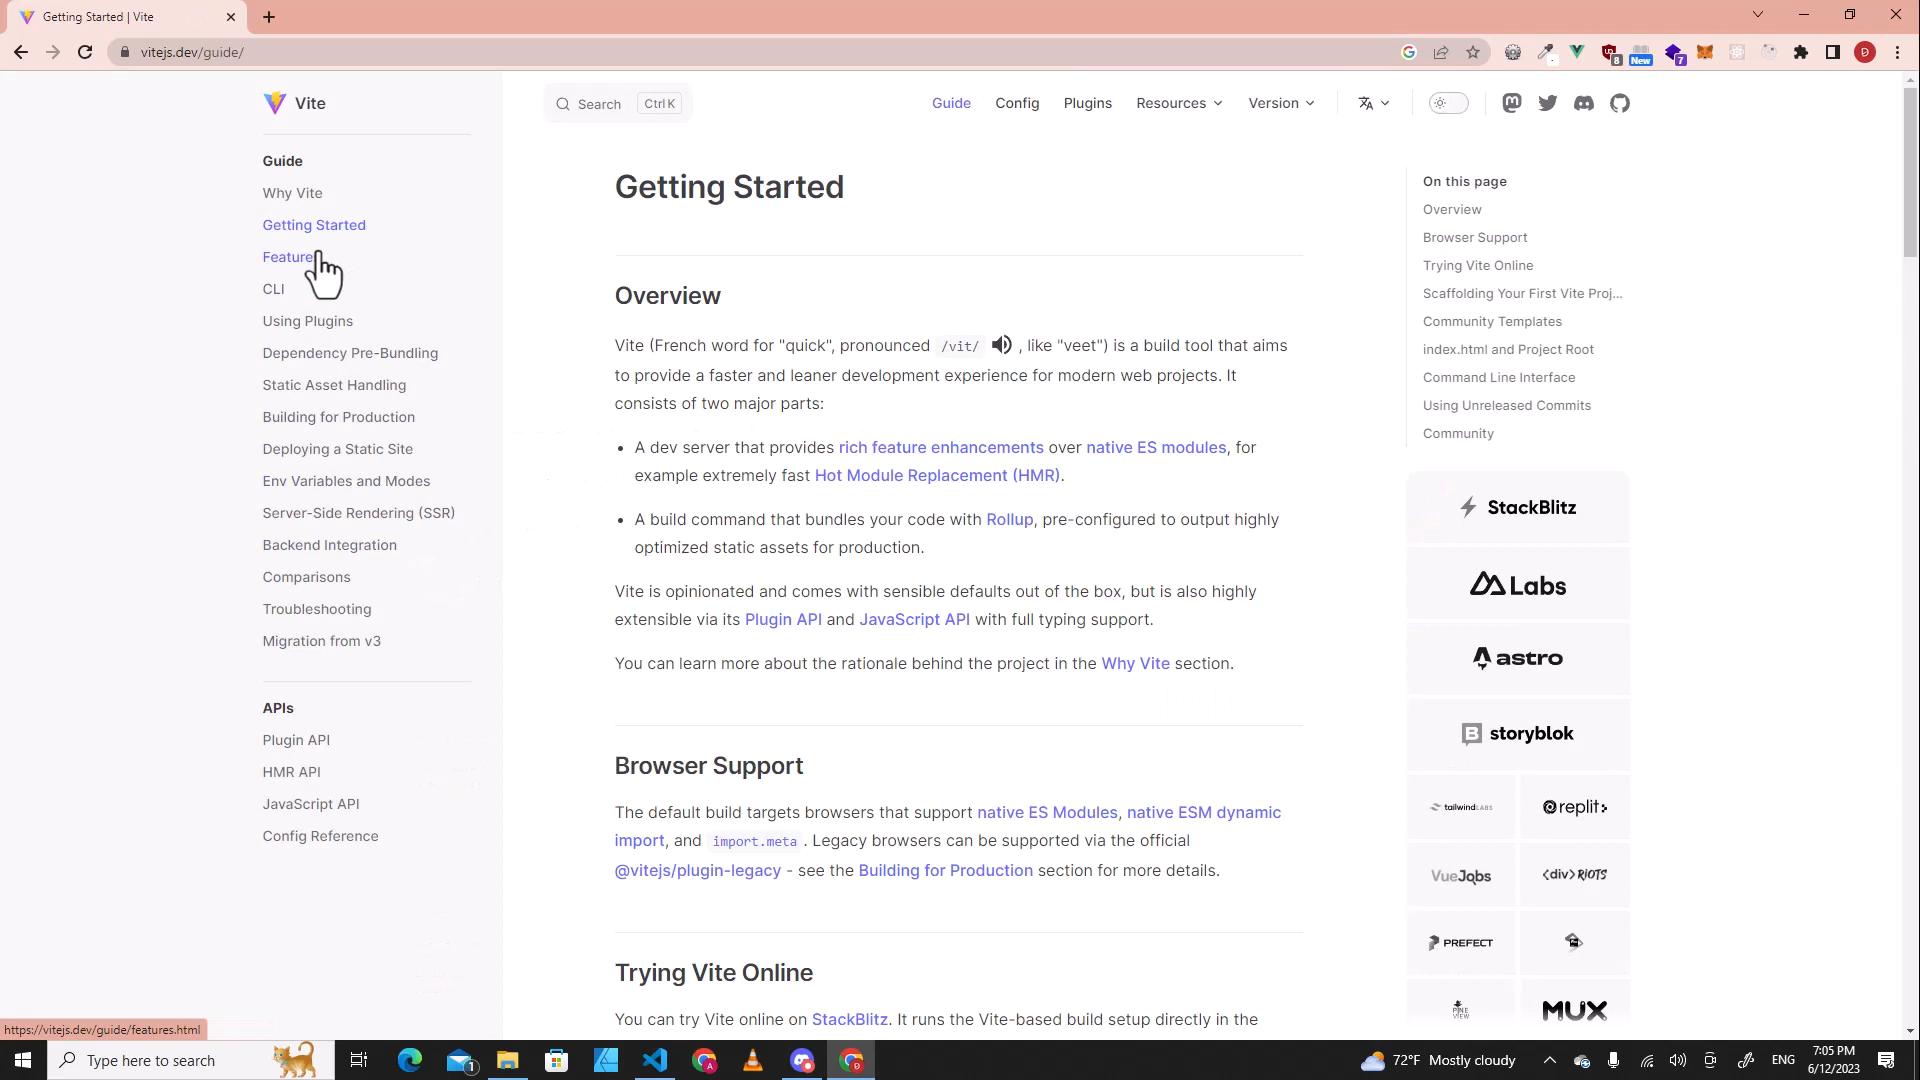 Getting Started | Vite
vitejs.dev/guide/
8
New
7
D
Vite
Search
Ctrl K
Guide
Config
Plugins
Resources
Version
Guide
Why Vite
Getting Started
CLI
Using Plugins
Dependency Pre-Bundling
Static Asset Handling
Building for Production
Deploying a Static Site
Env Variables and Modes
Server-Side Rendering (SSR)
Backend Integration
Comparisons
Troubleshooting
Migration from v3
APIs
Plugin API
HMR API
JavaScript API
Config Reference
Getting Started
Overview
Vite (French word for "quick", pronounced /vit/ , like "veet") is a build tool that aims
to provide a faster and leaner development experience for modern web projects. It
consists of two major parts:
• A dev server that provides rich feature enhancements over native ES modules, for
example extremely fast Hot Module Replacement (HMR).
• A build command that bundles your code with Rollup, pre-configured to output highly
optimized static assets for production.
Vite is opinionated and comes with sensible defaults out of the box, but is also highly
extensible via its Plugin API and JavaScript API with full typing support.
You can learn more about the rationale behind the project in the Why Vite section.
Browser Support
The default build targets browsers that support native ES Modules, native ESM dynamic
import, and import.meta. Legacy browsers can be supported via the official
@vitejs/plugin-legacy - see the Building for Production section for more details.
Trying Vite Online
You can try Vite online on StackBlitz. It runs the Vite-based build setup directly in the
On this page
Overview
Browser Support
Trying Vite Online
Scaffolding Your First Vite Proj...
Community Templates
index.html and Project Root
Command Line Interface
Using Unreleased Commits
Community
StackBlitz
Labs
astro
storyblok
tailwindLABS
replit
VueJobs
<div>RIOTS
PREFECT
PINE
VIEW
MUX
https://vitejs.dev/guide/features.html
Type here to search
1
72°F Mostly cloudy
ENG
7:05 PM
6/12/2023